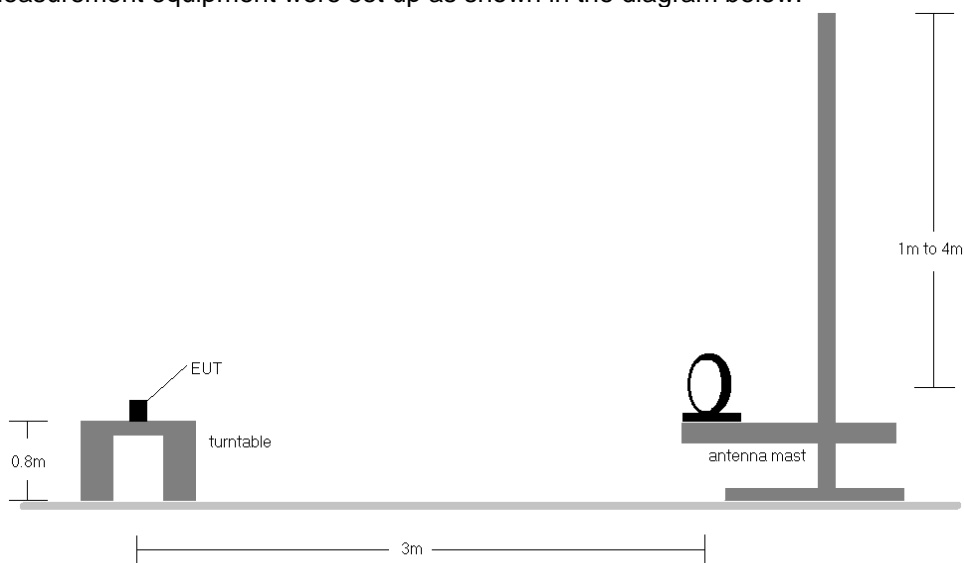 measurement equipment were set up as shown in the diagram below.
1m to 4m
EUT
turntable
0.8m
antenna mast
3m